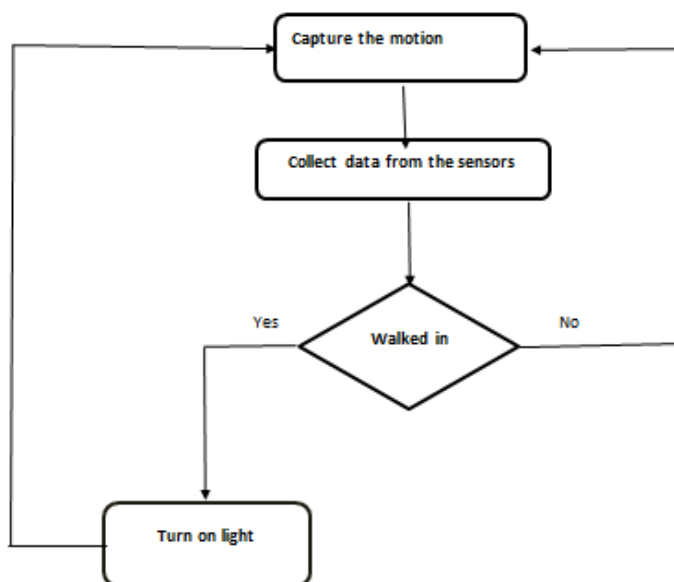 Capture the motion
Collect data from the sensors
Yes
Walked in
No
Turn on light